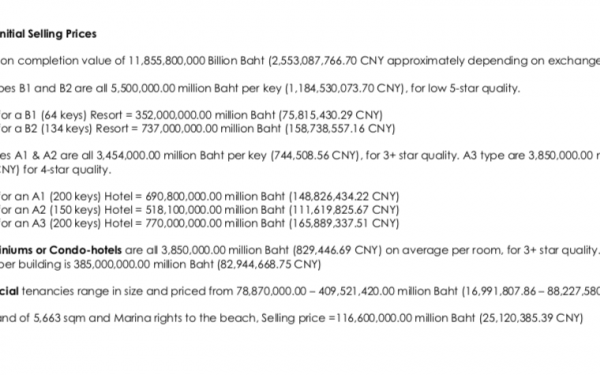 nitial Selling Prices
on completion value of 11,855,800,000 Billion Baht (2,553,087,766.70 CNY approximately depending on exchange
es B1 and B2 are all 5,500,000.00 million Baht per key (1,184,530,073.70 CNY), for low 5-star quality.
or a B1 (64 keys) Resort = 352,000,000.00 million Baht (75,815,430.29 CNY)
or a B2 (134 keys) Resort = 737,000,000.00 million Baht (158,738,557.16 CNY)
es A1 & A2 are all 3,454,000.00 million Baht per key (744,508.56 CNY), for 3+ star quality. A3 type are 3,850,000.00 m
NY) for 4-star quality.
or an A1 (200 keys) Hotel = 690,800,000.00 million Baht (148,826,434.22 CNY)
or an A2 (150 keys) Hotel = 518,100,000.00 million Baht (111,619,825.67 CNY)
or an A3 (200 keys) Hotel = 770,000,000.00 million Baht (165,889,337.51 CNY)
iniums or Condo-hotels are all 3,850,000.00 million Baht (829,446.69 CNY) on average per room, for 3+ star quality.
per building is 385,000,000.00 million Baht (82,944,668.75 CNY)
cial tenancies range in size and priced from 78,870,000.00 – 409,521,420.00 million Baht (16,991,807.86 – 88,227,580
and of 5,663 sqm and Marina rights to the beach, Selling price =116,600,000.00 million Baht (25,120,385.39 CNY)